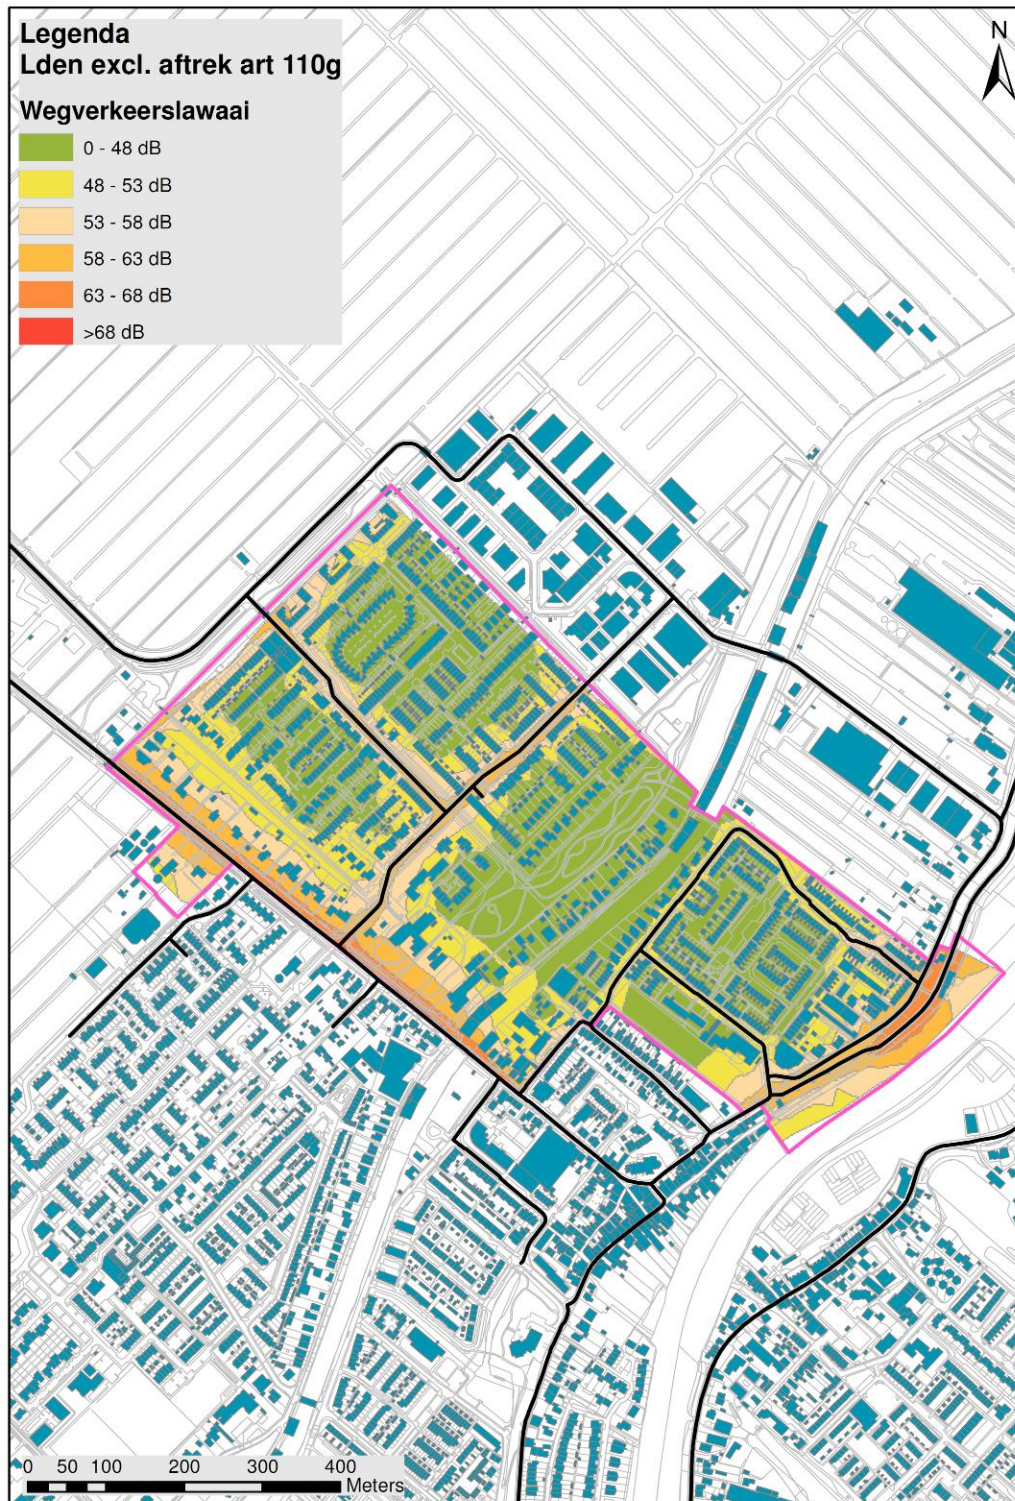 Legenda
Lden excl. aftrek art 110g
Wegverkeerslawaai
0 - 48 dB
48 - 53 dB
53 - 58 dB
58 - 63 dB
63 - 68 dB
>68 dB
N
0 50 100 200 300 400
Meters